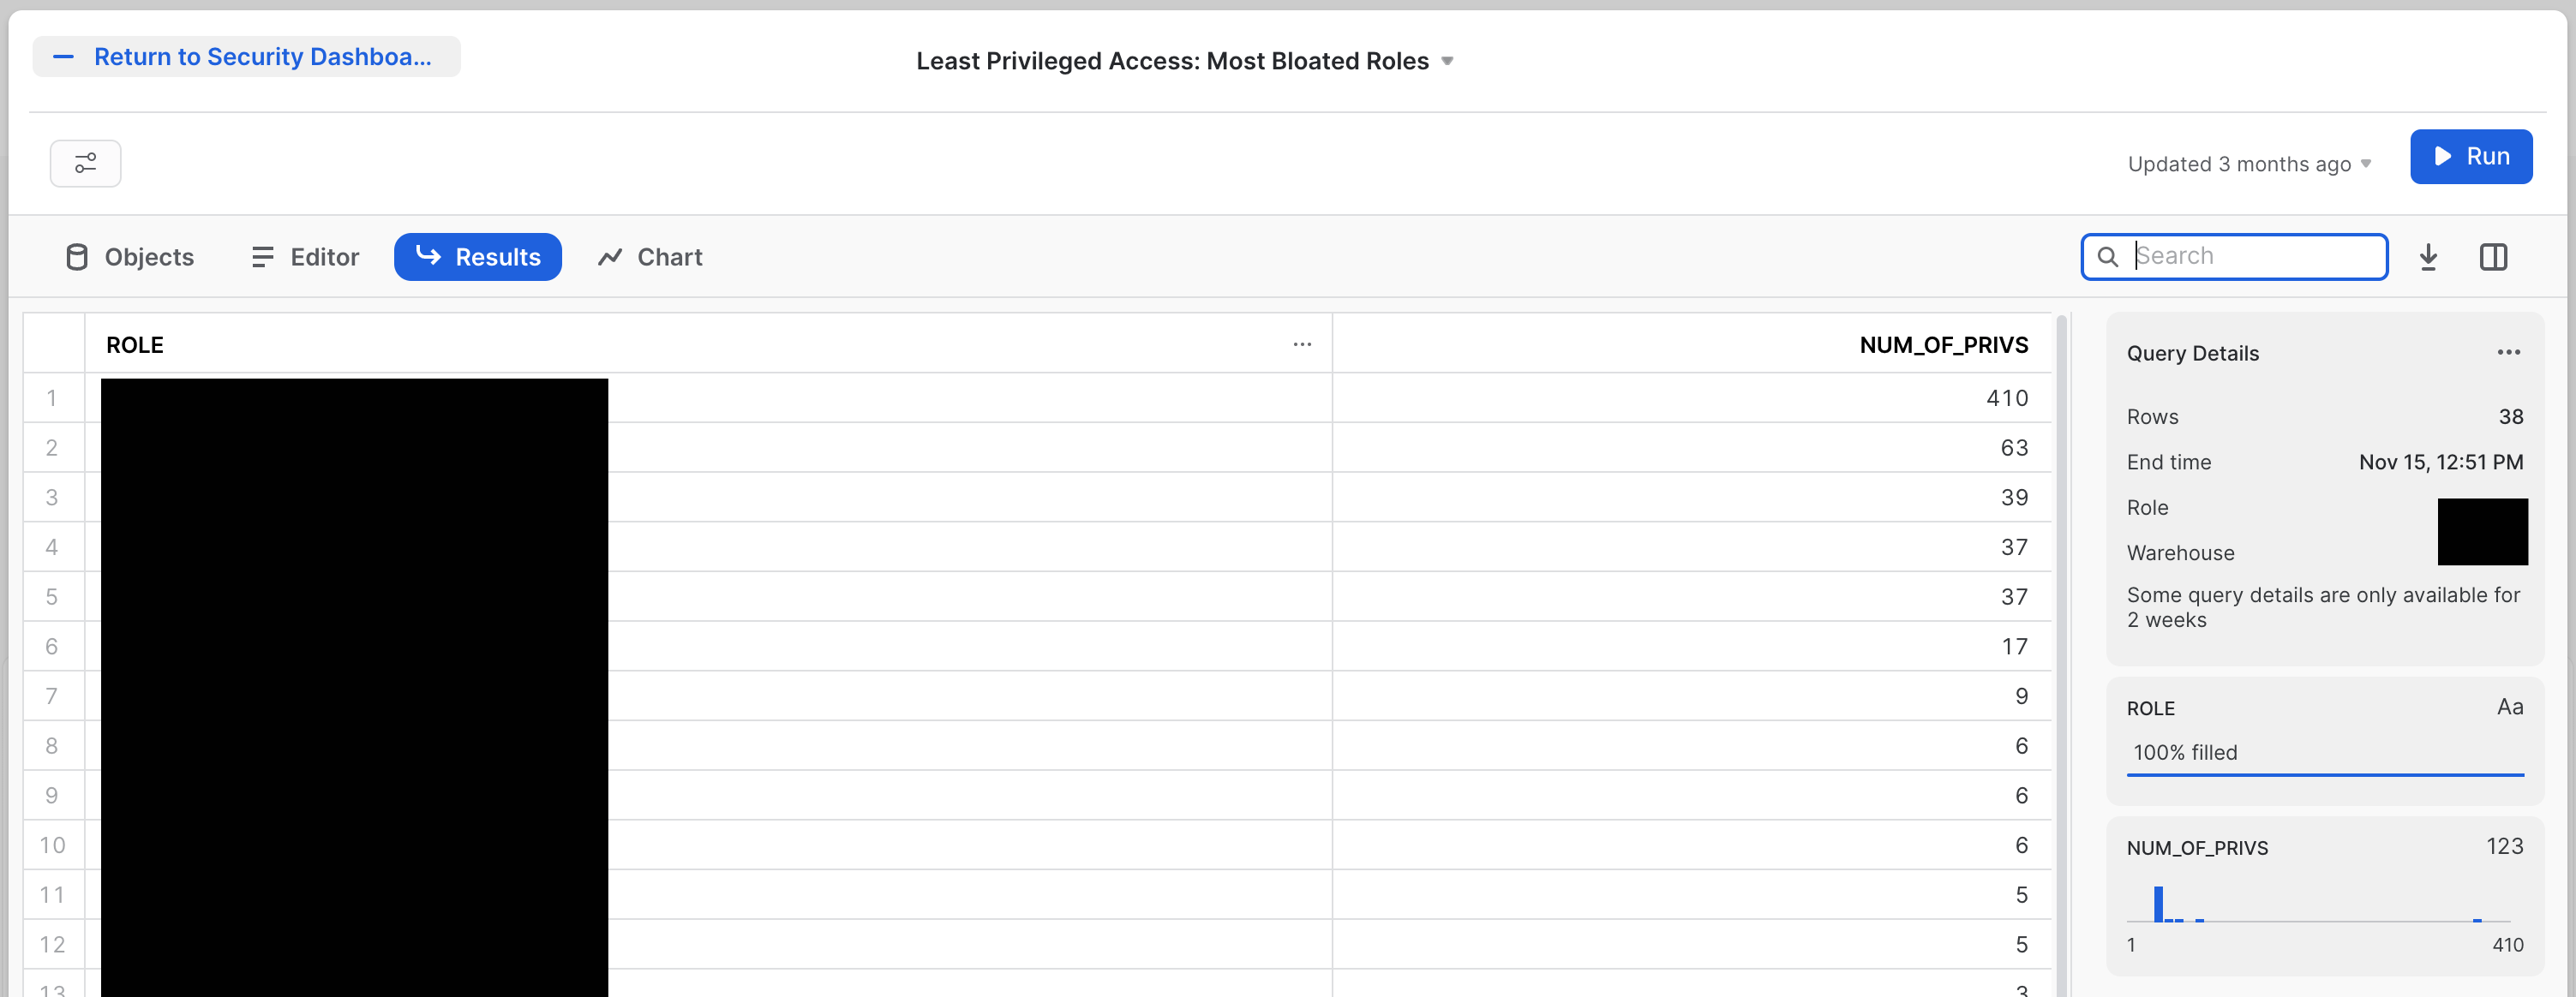 Return to Security Dashboa...
Least Privileged Access: Most Bloated Roles
Updated 3 months ago
Run
Objects
Editor
Results
Chart
Search
ROLE
...
NUM_OF_PRIVS
1 410
2 63
3 39
4 37
5 37
6 17
7 9
8 6
9 6
10 6
11 5
12 5
13 3
Query Details
...
Rows 38
End time Nov 15, 12:51 PM
Role
Warehouse
Some query details are only available for
2 weeks
ROLE Aa
100% filled
NUM_OF_PRIVS 123
1 410